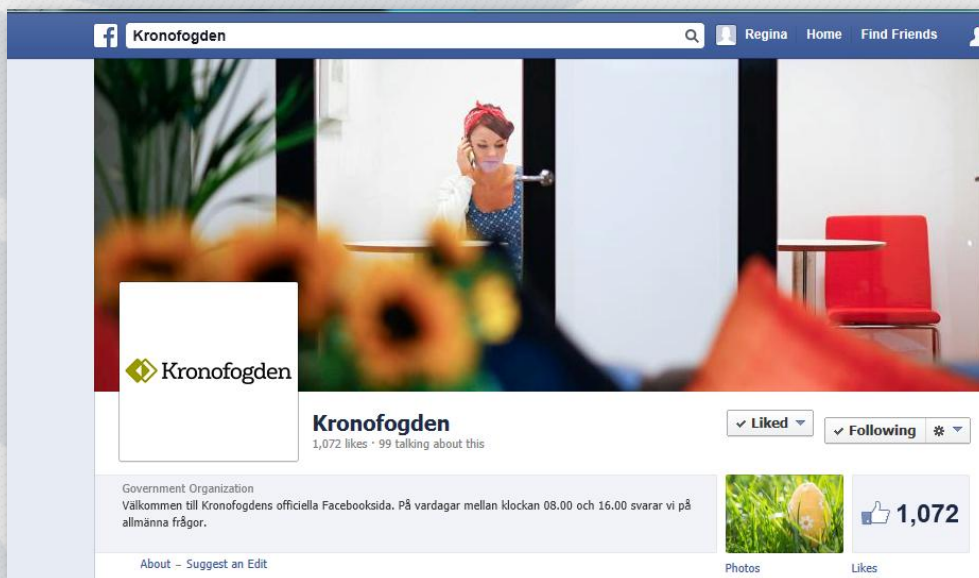 Kronofogden
Regina Home Find Friends
Kronofogden
Kronofogden
1,072 likes · 99 talking about this
Liked
Following
Government Organization
Välkommen till Kronofogdens officiella Facebooksida. På vardagar mellan klockan 08.00 och 16.00 svarar vi på
allmänna frågor.
About – Suggest an Edit
1,072
Photos
Likes